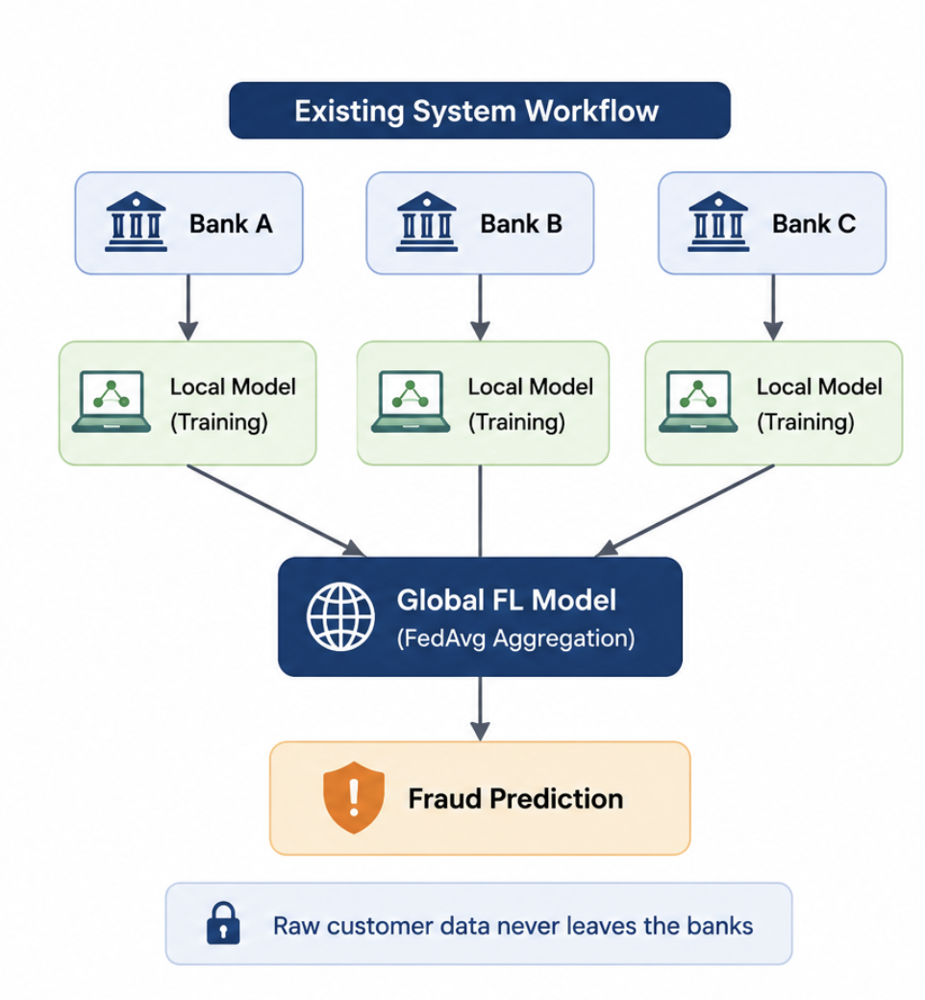 Existing System Workflow
Bank A
Bank B
Bank C
Local Model
(Training)
Local Model
(Training)
Local Model
(Training)
Global FL Model
(FedAvg Aggregation)
Fraud Prediction
Raw customer data never leaves the banks